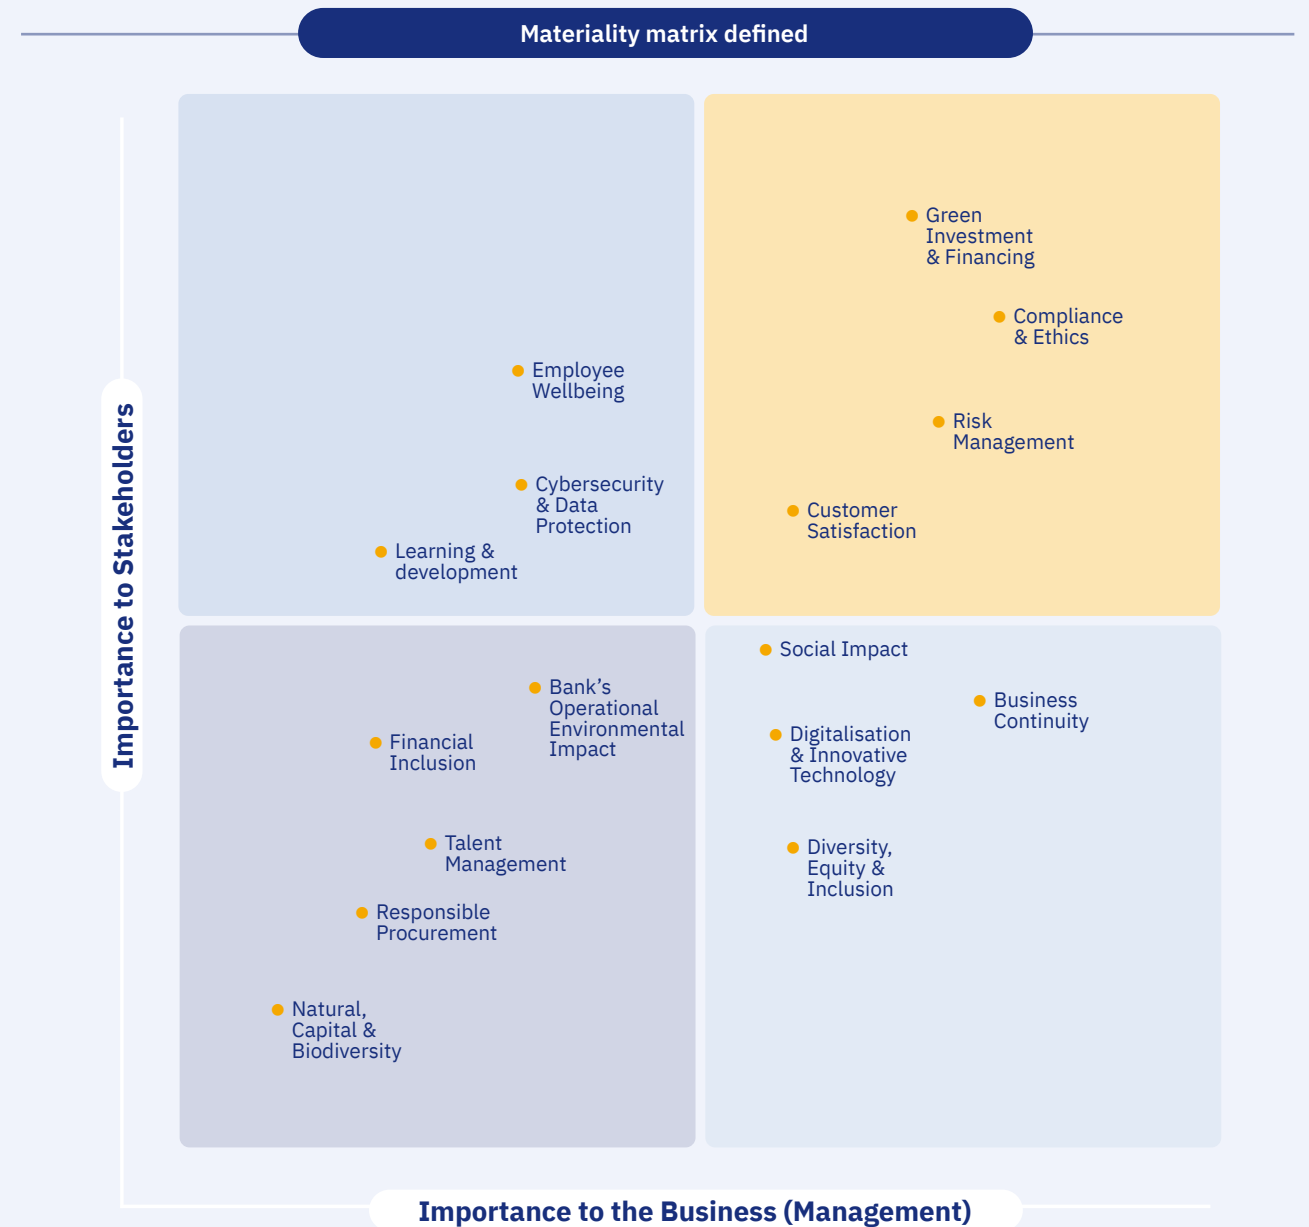 Materiality matrix defined
Green
Investment
& Financing
Compliance
& Ethics
Employee
Wellbeing
Risk
Management
Cybersecurity
& Data
Protection
Customer
Satisfaction
Learning &
development
Importance to Stakeholders
Social Impact
Bank’s
Operational
Environmental
Impact
Business
Continuity
Financial
Inclusion
Digitalisation
& Innovative
Technology
Talent
Management
Diversity,
Equity &
Inclusion
Responsible
Procurement
Natural,
Capital &
Biodiversity
Importance to the Business (Management)